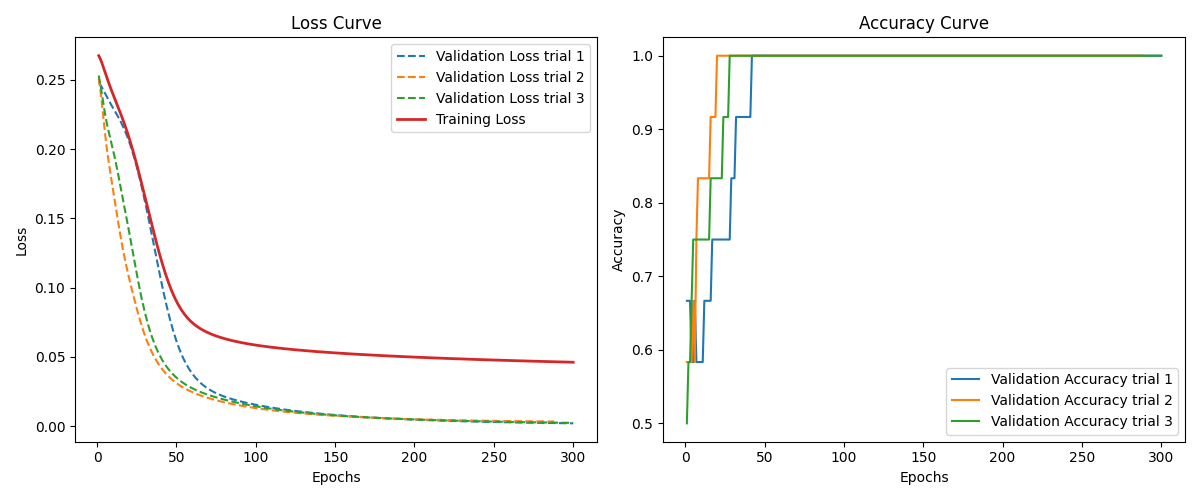 Loss Curve
Validation Loss trial 1
Validation Loss trial 2
Validation Loss trial 3
Training Loss
Loss
0.25
0.20
0.15
0.10
0.05
0.00
0
50
100
150
200
250
300
Epochs
Accuracy Curve
Accuracy
1.0
0.9
0.8
0.7
0.6
0.5
Validation Accuracy trial 1
Validation Accuracy trial 2
Validation Accuracy trial 3
0
50
100
150
200
250
300
Epochs